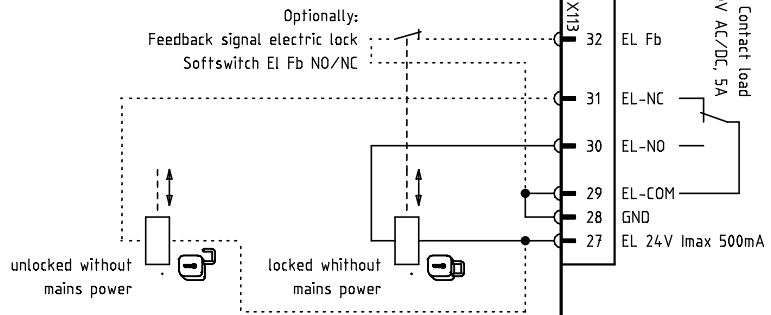 Optionally:
Feedback signal electric lock
Softswitch El Fb NO/NC
X113
32 EL Fb
31 EL-NC
30 EL-NO
29 EL-COM
28 GND
27 EL 24V Imax 500mA
Contact load
V AC/DC, 5A
unlocked without
mains power
locked whithout
mains power